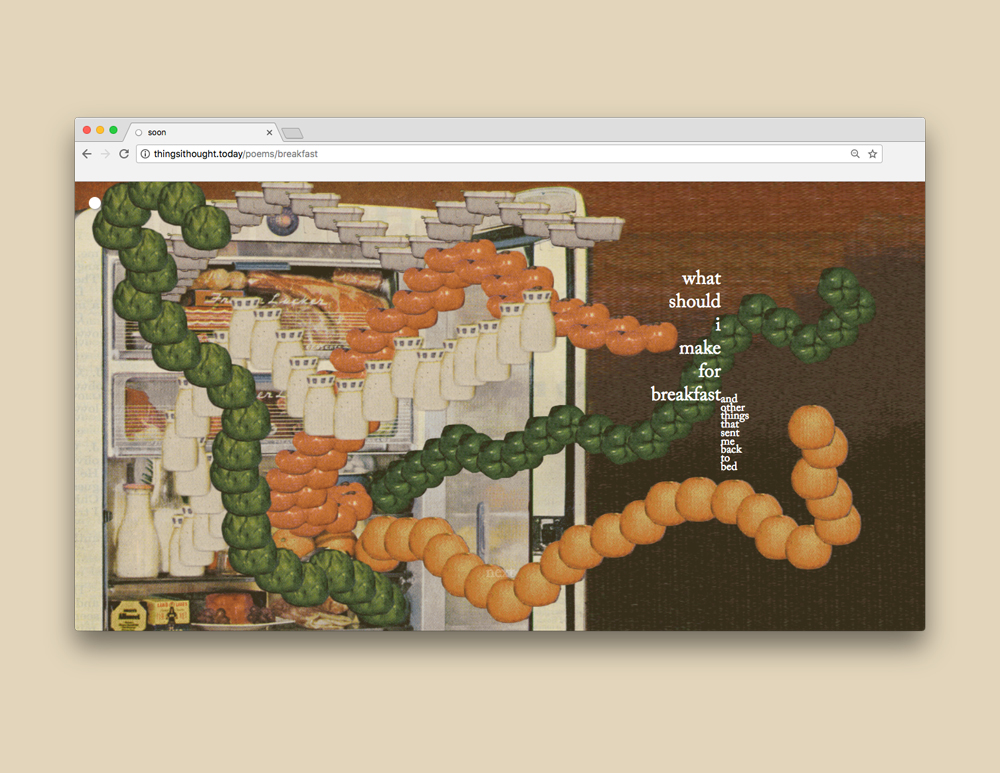 soon
thingsithought.today/poems/breakfast
what
should
i
make
for
breakfast
and
other
things
that
sent
me
back
to
bed
next